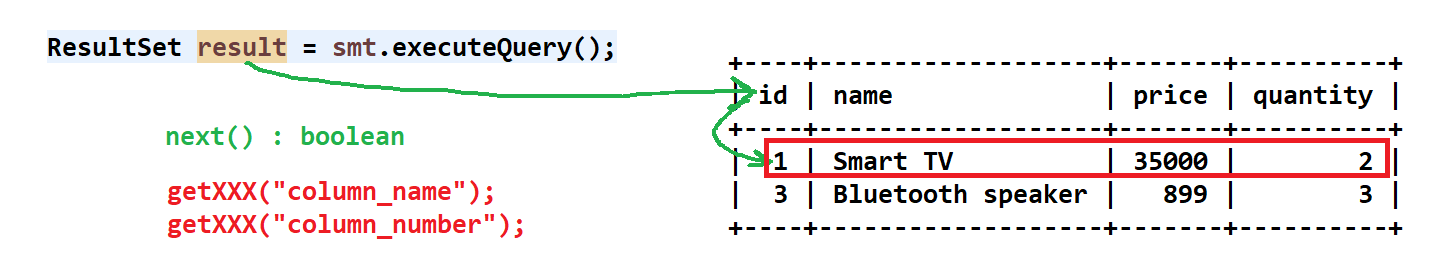 ResultSet result = smt.executeQuery();
next() : boolean
getXXX("column_name");
getXXX("column_number");
+----+-------------------+-------+----------+
| id | name              | price | quantity |
+----+-------------------+-------+----------+
|  1 | Smart TV          | 35000 |        2 |
|  3 | Bluetooth speaker |   899 |        3 |
+----+-------------------+-------+----------+